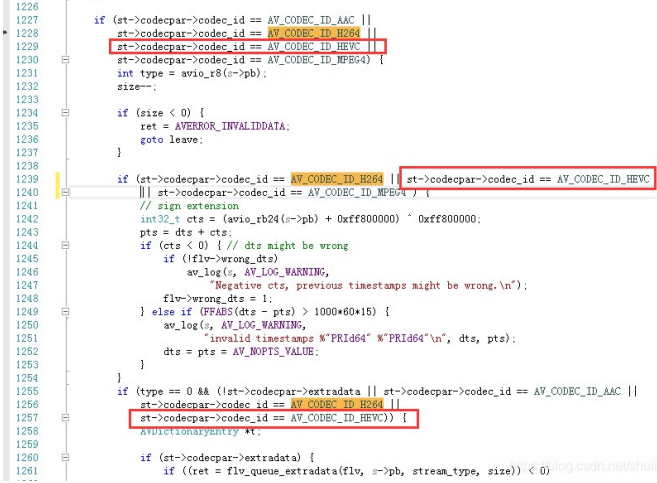 1226
1227 if (st->codecpar->codec_id == AV_CODEC_ID_AAC ||
1228 st->codecpar->codec_id == AV_CODEC_ID_H264 ||
1229 st->codecpar->codec_id == AV_CODEC_ID_HEVC ||
1230 st->codecpar->codec_id == AV_CODEC_ID_MPEG4) {
1231 int type = avio_r8(s->pb);
1232 size--;
1233
1234 if (size < 0) {
1235 ret = AVERROR_INVALIDDATA;
1236 goto leave;
1237 }
1238
1239 if (st->codecpar->codec_id == AV_CODEC_ID_H264 || st->codecpar->codec_id == AV_CODEC_ID_HEVC
1240 || st->codecpar->codec_id == AV_CODEC_ID_MPEG4 ) {
1241 // sign extension
1242 int32_t cts = (avio_rb24(s->pb) + 0xff800000) ^ 0xff800000;
1243 pts = dts + cts;
1244 if (cts < 0) { // dts might be wrong
1245 if (!flv->wrong_dts)
1246 av_log(s, AV_LOG_WARNING,
1247 "Negative cts, previous timestamps might be wrong.\n");
1248 flv->wrong_dts = 1;
1249 } else if (FFABS(dts - pts) > 1000*60*15) {
1250 av_log(s, AV_LOG_WARNING,
1251 "invalid timestamps %"PRId64" %"PRId64"\n", dts, pts);
1252 dts = pts = AV_NOPTS_VALUE;
1253 }
1254 }
1255 if (type == 0 && (!st->codecpar->extradata || st->codecpar->codec_id == AV_CODEC_ID_AAC ||
1256 st->codecpar->codec_id == AV_CODEC_ID_H264 ||
1257 st->codecpar->codec_id == AV_CODEC_ID_HEVC)) {
1258 AVDictionaryEntry *t;
1259
1260 if (st->codecpar->extradata) {
1261 if ((ret = flv_queue_extradata(flv, s->pb, stream_type, size)) < 0)